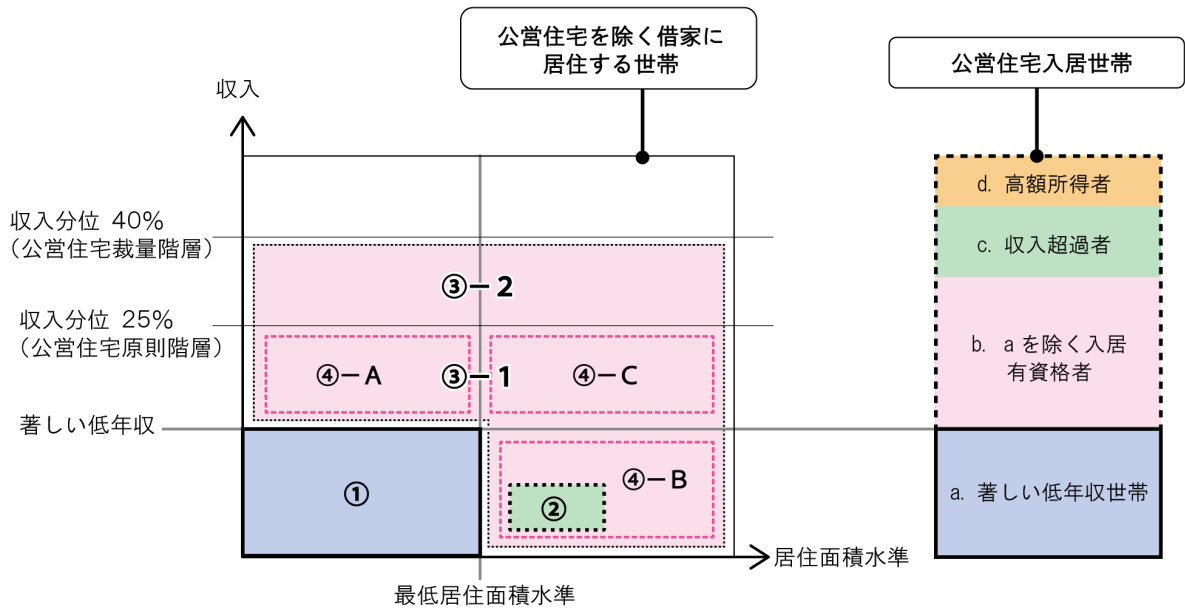 公営住宅を除く借家に
居住する世帯
公営住宅入居世帯
収入
収入分位 40%
(公営住宅裁量階層)
収入分位 25%
(公営住宅原則階層)
著しい低年収
③−2
④−A
③−1
④−C
①
④−B
②
居住面積水準
最低居住面積水準
d. 高額所得者
c. 収入超過者
b. a を除く入居
有資格者
a. 著しい低年収世帯